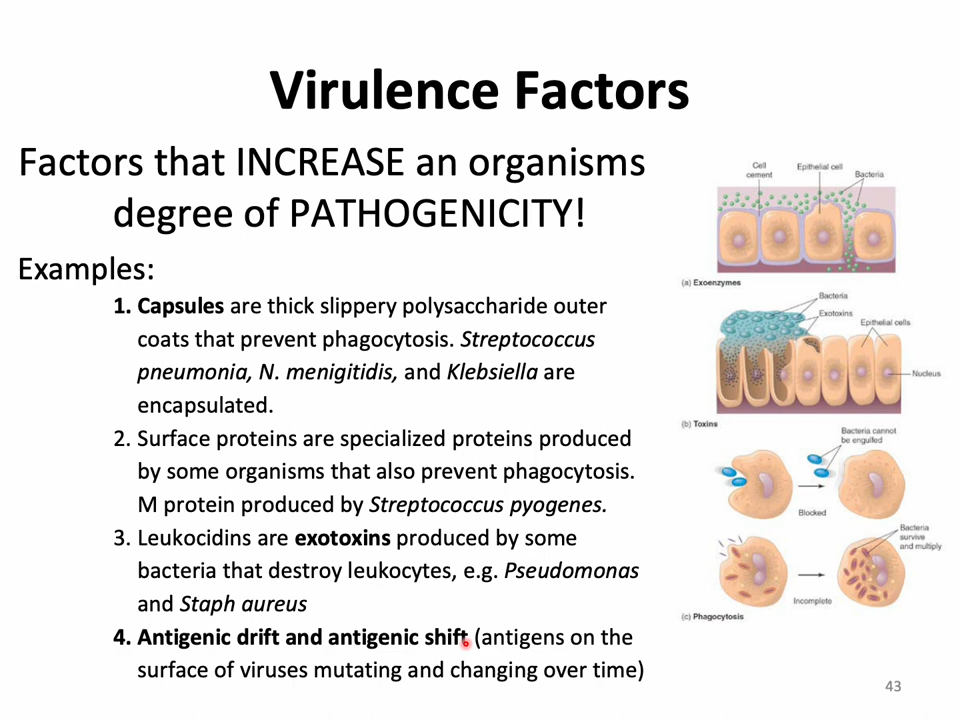 Virulence Factors
Factors that INCREASE an organisms
degree of PATHOGENICITY!
Examples:
1. Capsules are thick slippery polysaccharide outer
coats that prevent phagocytosis. Streptococcus
pneumonia, N. menigitidis, and Klebsiella are
encapsulated.
2. Surface proteins are specialized proteins produced
by some organisms that also prevent phagocytosis.
M protein produced by Streptococcus pyogenes.
3. Leukocidins are exotoxins produced by some
bacteria that destroy leukocytes, e.g. Pseudomonas
and Staph aureus
4. Antigenic drift and antigenic shift (antigens on the
surface of viruses mutating and changing over time)
Cell
cement
Epithelial cell
Bacteria
(a) Exoenzymes
Bacteria
Exotoxins
Epithelial cells
Nucleus
(b) Toxins
Bacteria cannot
be engulfed
Blocked
Bacteria
survive
and multiply
Incomplete
(c) Phagocytosis
43